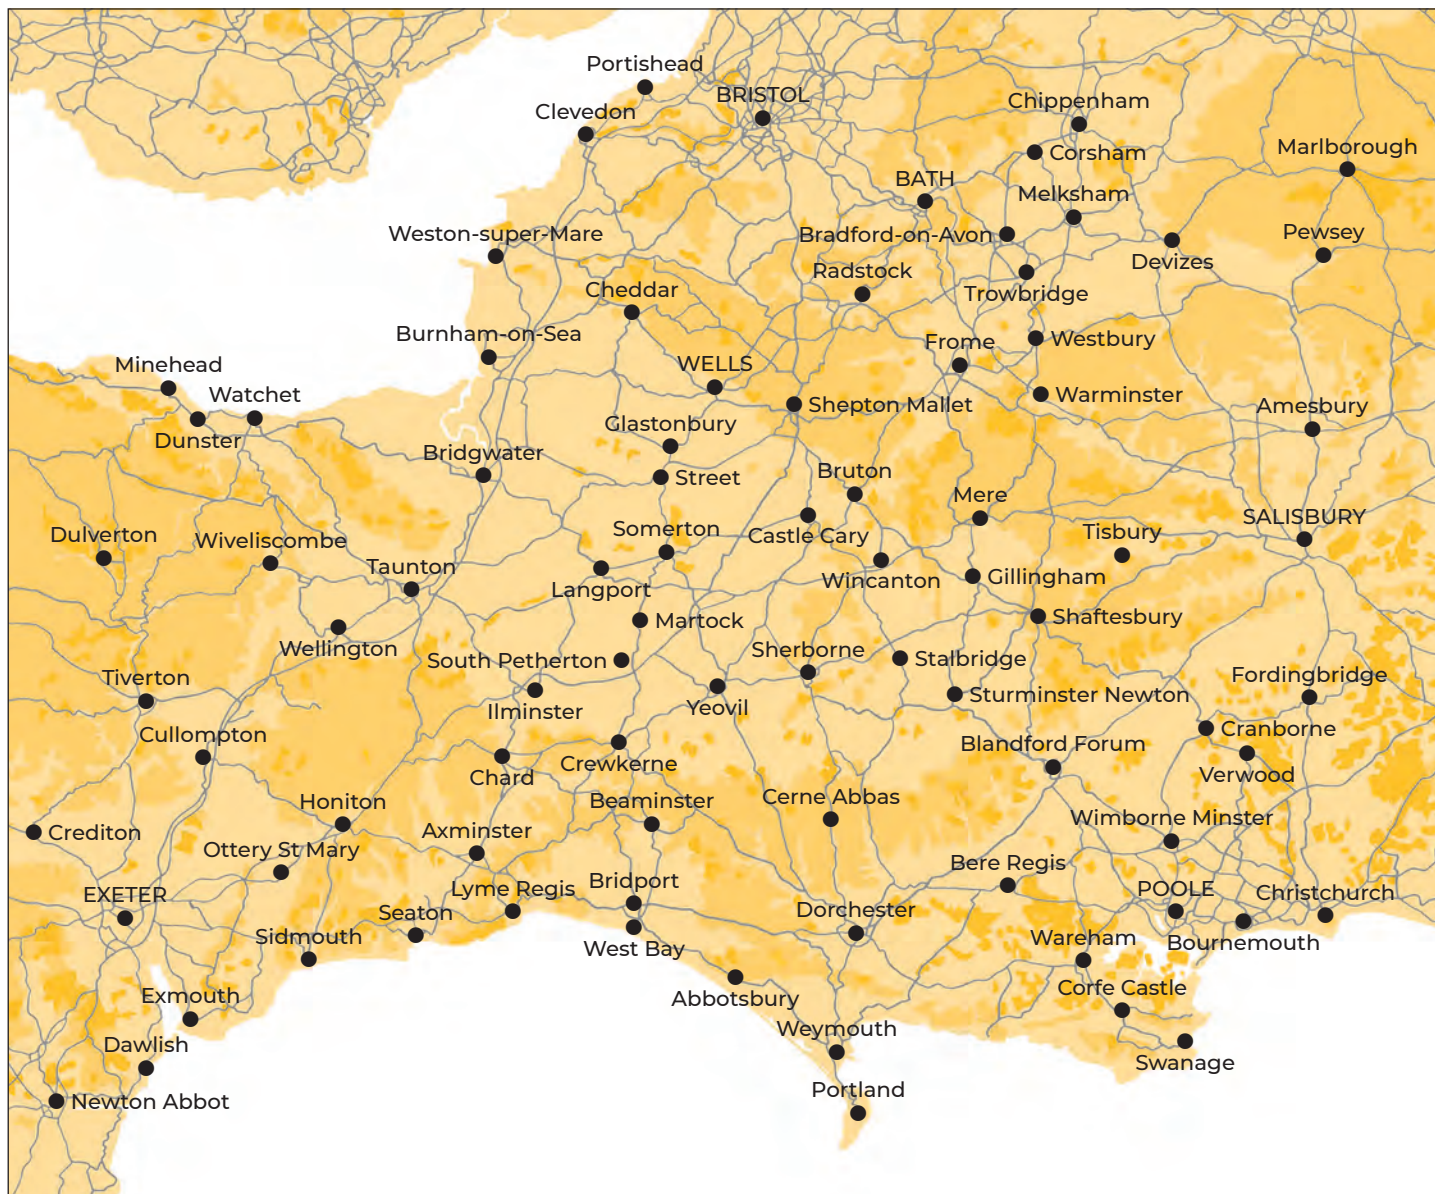 Portishead
BRISTOL
Chippenham
Clevedon
Corsham
Marlborough
BATH
Melksham
Weston-super-Mare
Bradford-on-Avon
Pewsey
Devizes
Radstock
Cheddar
Trowbridge
Burnham-on-Sea
Frome
Westbury
Minehead
WELLS
Watchet
Shepton Mallet
Warminster
Amesbury
Glastonbury
Dunster
Bridgwater
Street
Bruton
Mere
SALISBURY
Dulverton
Wiveliscombe
Somerton
Castle Cary
Tisbury
Taunton
Langport
Wincanton
Gillingham
Martock
Shaftesbury
Wellington
South Petherton
Sherborne
Stalbridge
Tiverton
Fordingbridge
Ilminster
Yeovil
Sturminster Newton
Cullompton
Cranborne
Blandford Forum
Chard
Crewkerne
Verwood
Honiton
Beaminster
Cerne Abbas
Wimborne Minster
Crediton
Axminster
Ottery St Mary
Bere Regis
EXETER
Lyme Regis
Bridport
POOLE
Christchurch
Seaton
Dorchester
Sidmouth
West Bay
Wareham
Bournemouth
Exmouth
Abbotsbury
Corfe Castle
Weymouth
Dawlish
Swanage
Portland
Newton Abbot